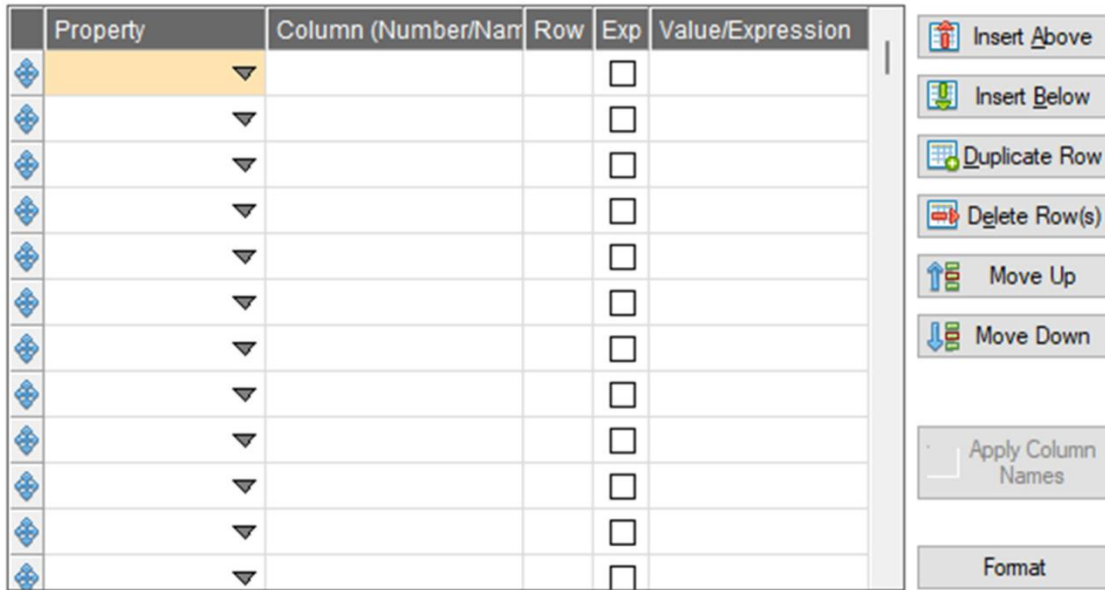 Property Column (Number/Nam Row Exp Value/Expression
Insert Above
Insert Below
Duplicate Row
Delete Row(s)
Move Up
Move Down
Apply Column
Names
Format